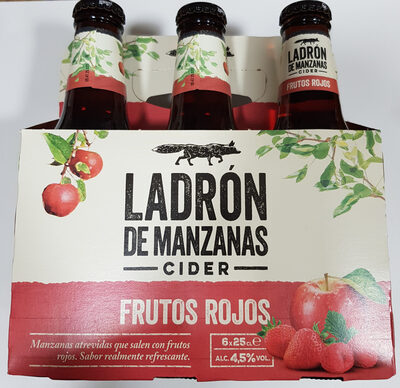 LADRÓN
DE MANZANAS
CIDER
FRUTOS ROJOS
LADRÓN
DE MANZANAS
CIDER
FRUTOS ROJOS
Manzanas atrevidas que salen con frutos
rojos. Sabor realmente refrescante.
6x25cl℮
ALC. 4,5% VOL.